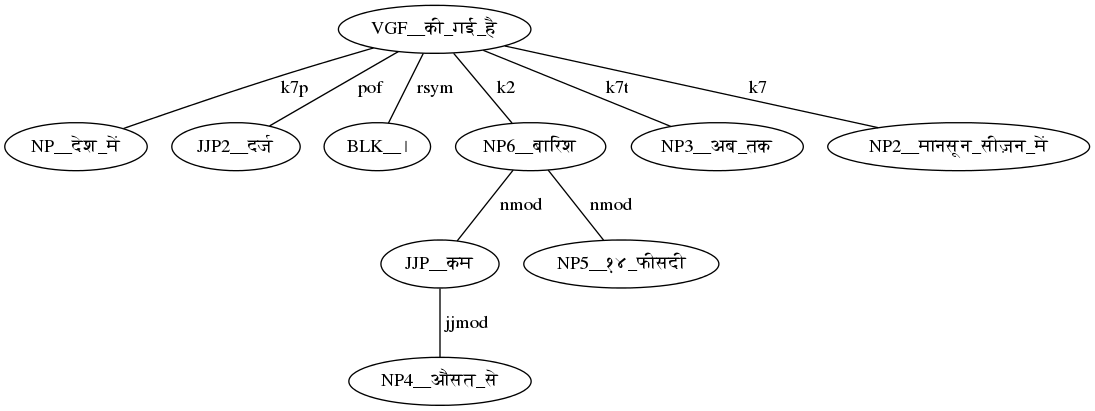 VGF__की_गई_है
k7p pof rsym k2 k7t k7
NP__देश_में JJP2__दर्ज BLK__। NP6__बारिश NP3__अब_तक NP2__मानसून_सीज़न_में
nmod nmod
JJP__कम NP5__१४_फीसदी
jjmod
NP4__औसत_से